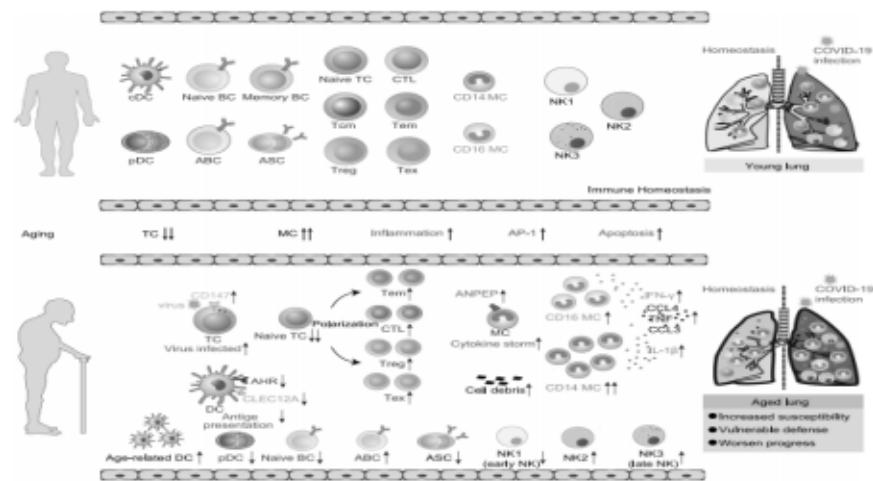 Homeostasis
COVID-19
infection
cDC
Naive BC
Memory BC
Naive TC
CTL
CD14 MC
NK1
NK2
Tcm
Tem
pDC
ABC
ASC
CD16 MC
NK3
Treg
Tex
Young lung
Immune Homeostasis
Aging
TC ↓↓
MC ↑↑
Inflammation ↑
AP-1 ↑
Apoptosis ↑
CD147↑
virus
TC
Virus infected↑
Naive TC↓↓
Polarization
Tem↑
CTL↑
Treg↑
Tex↑
ANPEP↑
MC
Cytokine storm↑
CD16 MC↑
IFN-γ↑
CCL4
TNF
CCL3
IL-1β↑
Homeostasis
COVID-19
infection
AHR↓
CLEC12A↓
DC
Antige
presentation↓
Cell debris↑
CD14 MC↑↑
Aged lung
Increased susceptibility
Vulnerable defense
Worsen progress
Age-related DC↑
pDC↓
Naive BC↓
ABC↑
ASC↓
NK1
(early NK)↓
NK2↑
NK3
(late NK)↑